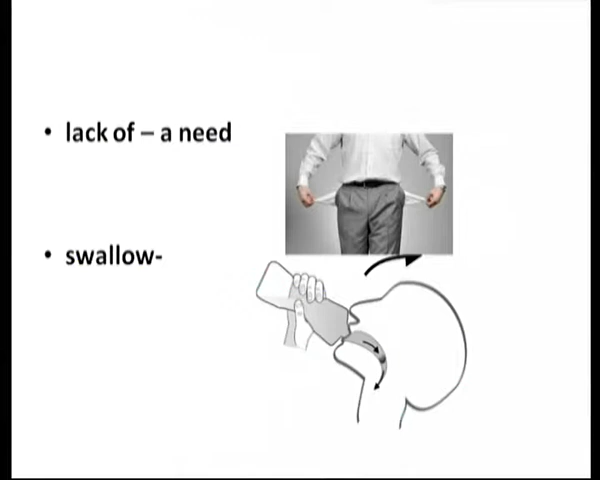 • lack of – a need
• swallow-